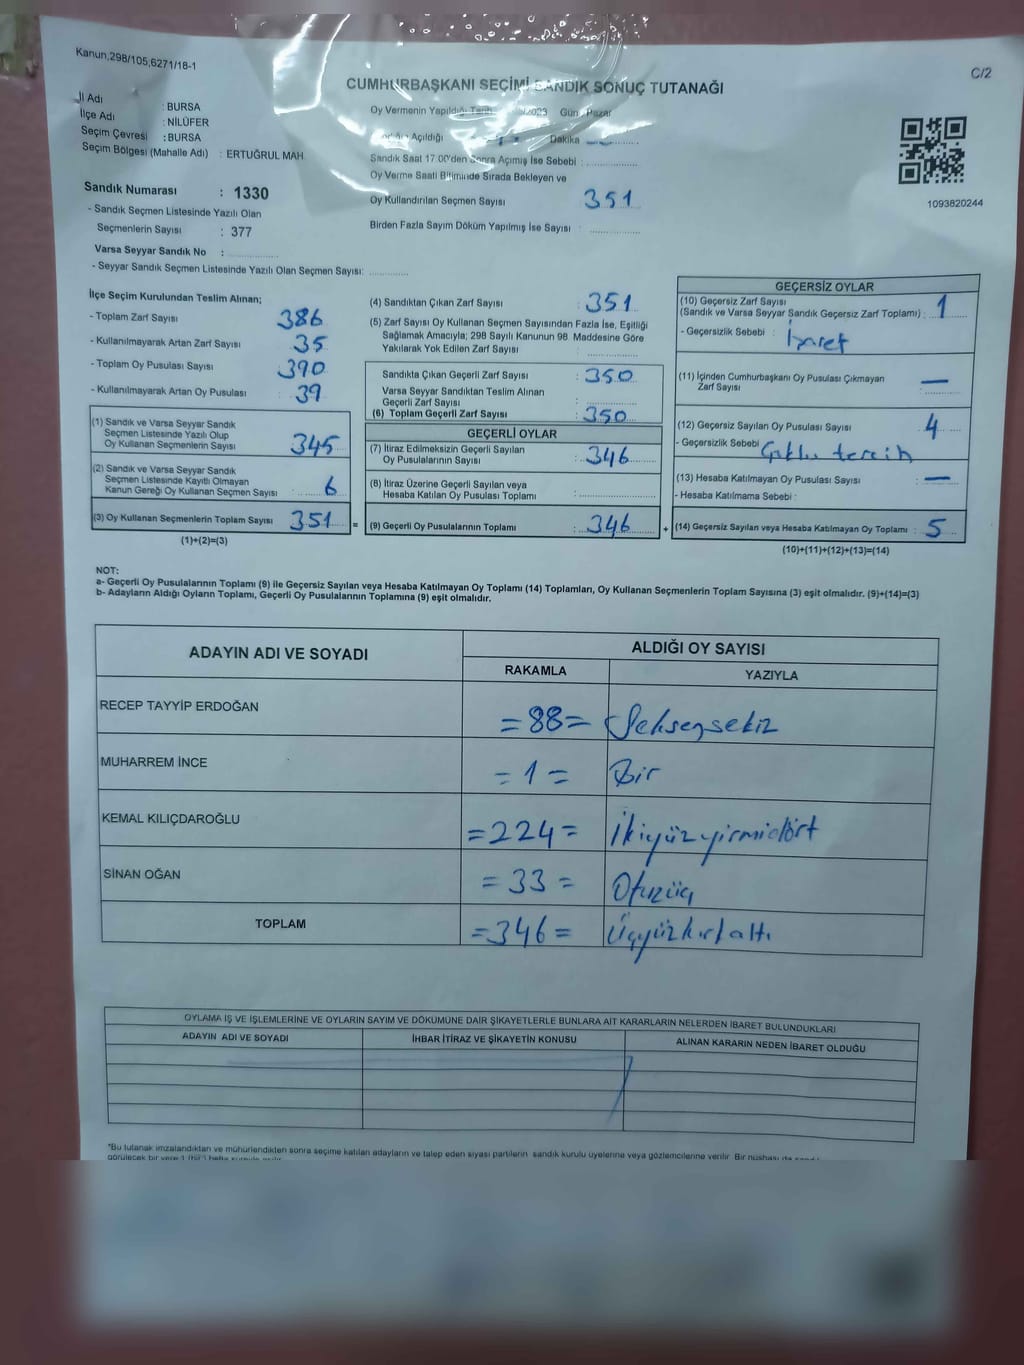 Kanun,298/105,6271/18-1
C/2
CUMHURBAŞKANI SEÇİMİ SANDIK SONUÇ TUTANAĞI
İl Adı : BURSA
İlçe Adı : NİLÜFER
Seçim Çevresi : BURSA
Seçim Bölgesi (Mahalle Adı) : ERTUĞRUL MAH.
Sandık Numarası : 1330
- Sandık Seçmen Listesinde Yazılı Olan
Seçmenlerin Sayısı : 377
Varsa Seyyar Sandık No :
- Seyyar Sandık Seçmen Listesinde Yazılı Olan Seçmen Sayısı:
Oy Vermenin Yapıldığı Tarih 2023 Gün Pazar
Açıldığı Dakika
Sandık Saat 17.00'den Sonra Açımış İse Sebebi :
Oy Verme Saati Bitiminde Sırada Bekleyen ve
Oy Kullandırılan Seçmen Sayısı 351
Birden Fazla Sayım Döküm Yapılmış İse Sayısı :
1093820244
İlçe Seçim Kurulundan Teslim Alınan;
- Toplam Zarf Sayısı 386
- Kullanılmayarak Artan Zarf Sayısı 35
- Toplam Oy Pusulası Sayısı 390
- Kullanılmayarak Artan Oy Pusulası 39
(1) Sandık ve Varsa Seyyar Sandık
Seçmen Listesinde Yazılı Olup
Oy Kullanan Seçmenlerin Sayısı 345
(2) Sandık ve Varsa Seyyar Sandık
Seçmen Listesinde Kayıtlı Olmayan
Kanun Gereği Oy Kullanan Seçmen Sayısı 6
(3) Oy Kullanan Seçmenlerin Toplam Sayısı 351
(1)+(2)=(3)
=
(4) Sandıktan Çıkan Zarf Sayısı : 351
(5) Zarf Sayısı Oy Kullanan Seçmen Sayısından Fazla İse, Eşitliği
Sağlamak Amacıyla; 298 Sayılı Kanunun 98. Maddesine Göre
Yakılarak Yok Edilen Zarf Sayısı :
Sandıkta Çıkan Geçerli Zarf Sayısı : 350
Varsa Seyyar Sandıktan Teslim Alınan
Geçerli Zarf Sayısı :
(6) Toplam Geçerli Zarf Sayısı : 350
GEÇERLİ OYLAR
(7) İtiraz Edilmeksizin Geçerli Sayılan
Oy Pusulalarının Sayısı : 346
(8) İtiraz Üzerine Geçerli Sayılan veya
Hesaba Katılan Oy Pusulası Toplamı :
(9) Geçerli Oy Pusulalarının Toplamı : 346
+
GEÇERSİZ OYLAR
(10) Geçersiz Zarf Sayısı
(Sandık ve Varsa Seyyar Sandık Geçersiz Zarf Toplamı) : 1
- Geçersizlik Sebebi : İşaret
(11) İçinden Cumhurbaşkanı Oy Pusulası Çıkmayan
Zarf Sayısı : —
(12) Geçersiz Sayılan Oy Pusulası Sayısı : 4
- Geçersizlik Sebebi : Çoklu tercih
(13) Hesaba Katılmayan Oy Pusulası Sayısı : —
- Hesaba Katılmama Sebebi :
(14) Geçersiz Sayılan veya Hesaba Katılmayan Oy Toplamı : 5
(10)+(11)+(12)+(13)=(14)
NOT:
a- Geçerli Oy Pusulalarının Toplamı (9) ile Geçersiz Sayılan veya Hesaba Katılmayan Oy Toplamı (14) Toplamları, Oy Kullanan Seçmenlerin Toplam Sayısına (3) eşit olmalıdır. (9)+(14)=(3)
b- Adayların Aldığı Oyların Toplamı, Geçerli Oy Pusulalarının Toplamına (9) eşit olmalıdır.
ADAYIN ADI VE SOYADI
ALDIĞI OY SAYISI
RAKAMLA YAZIYLA
RECEP TAYYİP ERDOĞAN =88= Seksensekiz
MUHARREM İNCE =1= Bir
KEMAL KILIÇDAROĞLU =224= İkiyüzyirmidört
SİNAN OĞAN =33= Otuzüç
TOPLAM =346= Üçyüzkırkaltı
OYLAMA İŞ VE İŞLEMLERİNE VE OYLARIN SAYIM VE DÖKÜMÜNE DAİR ŞİKAYETLERLE BUNLARA AİT KARARLARIN NELERDEN İBARET BULUNDUKLARI
ADAYIN ADI VE SOYADI İHBAR İTİRAZ VE ŞİKAYETİN KONUSU ALINAN KARARIN NEDEN İBARET OLDUĞU
*Bu tutanak imzalandıktan ve mühürlendikten sonra seçime katılan adayların ve talep eden siyasi partilerin sandık kurulu üyelerine veya gözlemcilerine verilir. Bir nüshası da
görülecek bir yere 1 (bir) hafta